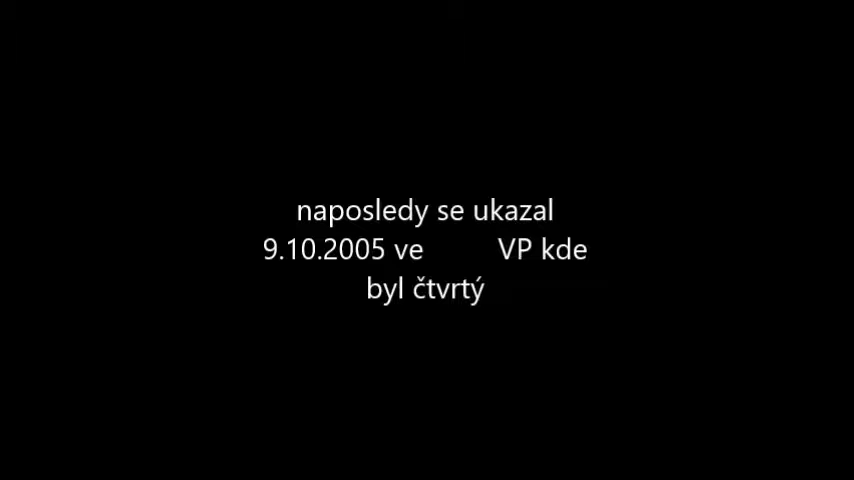 naposledy se ukazal
9.10.2005 ve VP kde
byl čtvrtý